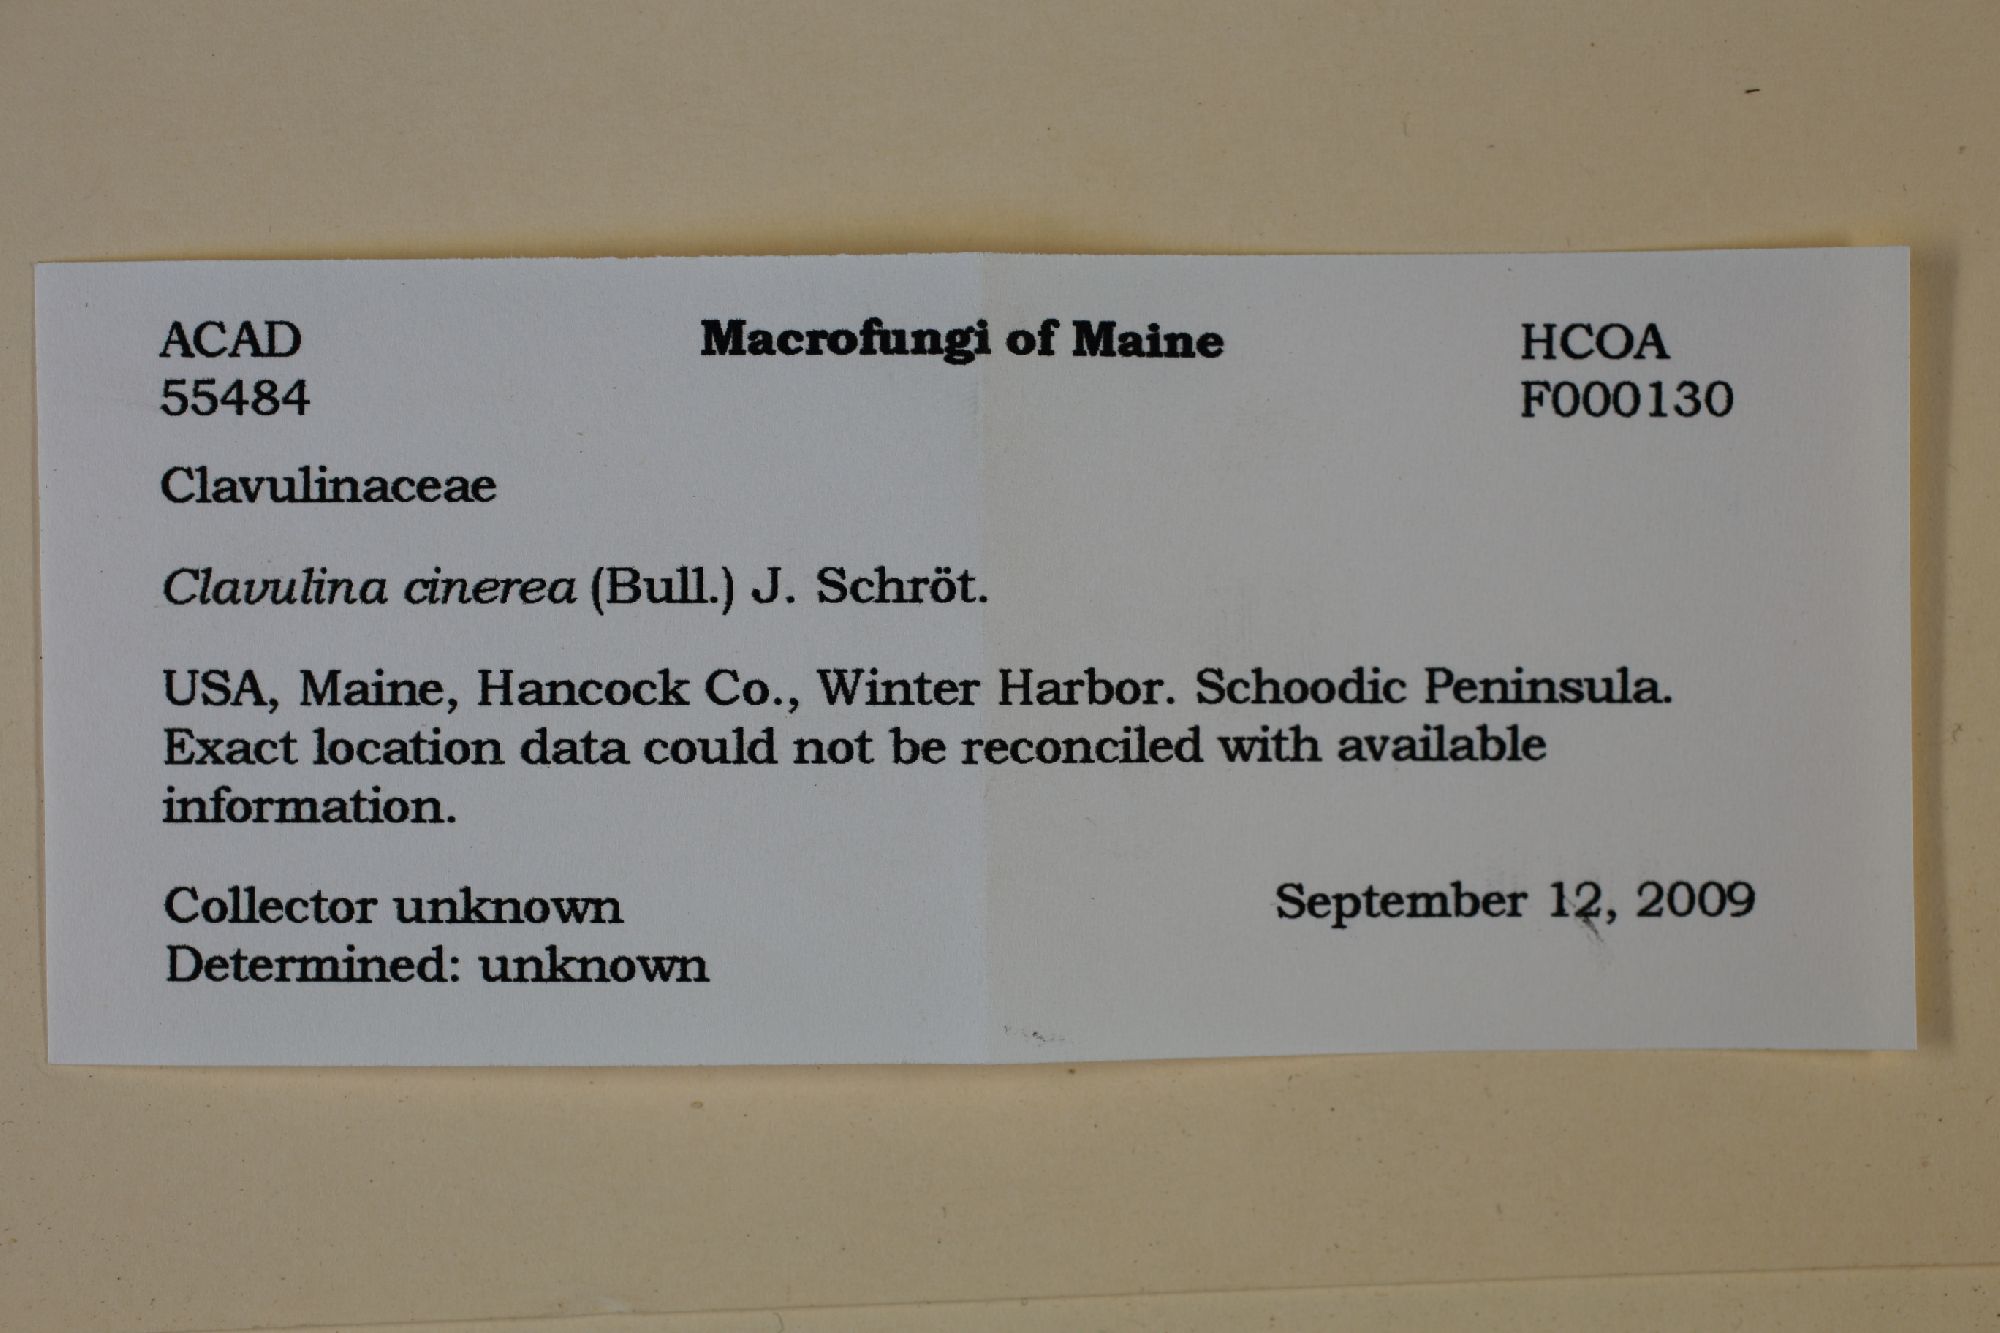 ACAD Macrofungi of Maine HCOA
55484 F000130
Clavulinaceae
Clavulina cinerea (Bull.) J. Schröt.
USA, Maine, Hancock Co., Winter Harbor. Schoodic Peninsula.
Exact location data could not be reconciled with available
information.
Collector unknown September 12, 2009
Determined: unknown